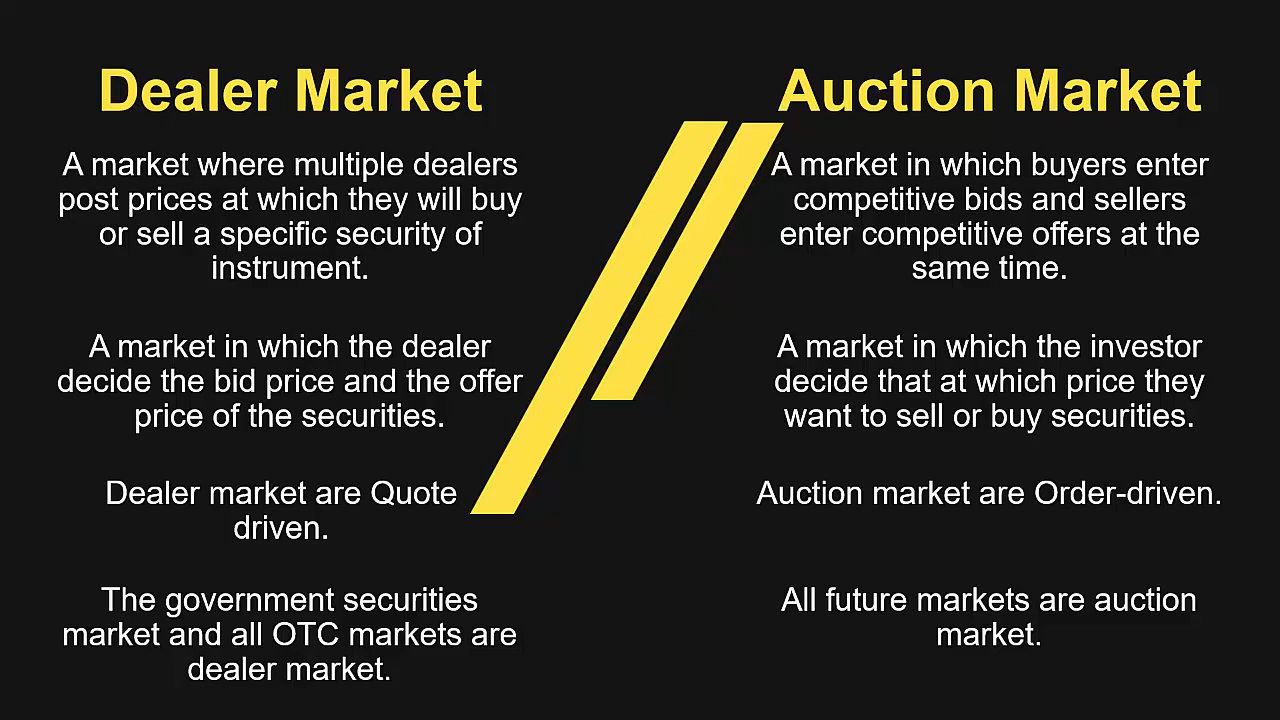 Dealer Market
A market where multiple dealers
post prices at which they will buy
or sell a specific security of
instrument.
A market in which the dealer
decide the bid price and the offer
price of the securities.
Dealer market are Quote
driven.
The government securities
market and all OTC markets are
dealer market.
Auction Market
A market in which buyers enter
competitive bids and sellers
enter competitive offers at the
same time.
A market in which the investor
decide that at which price they
want to sell or buy securities.
Auction market are Order-driven.
All future markets are auction
market.